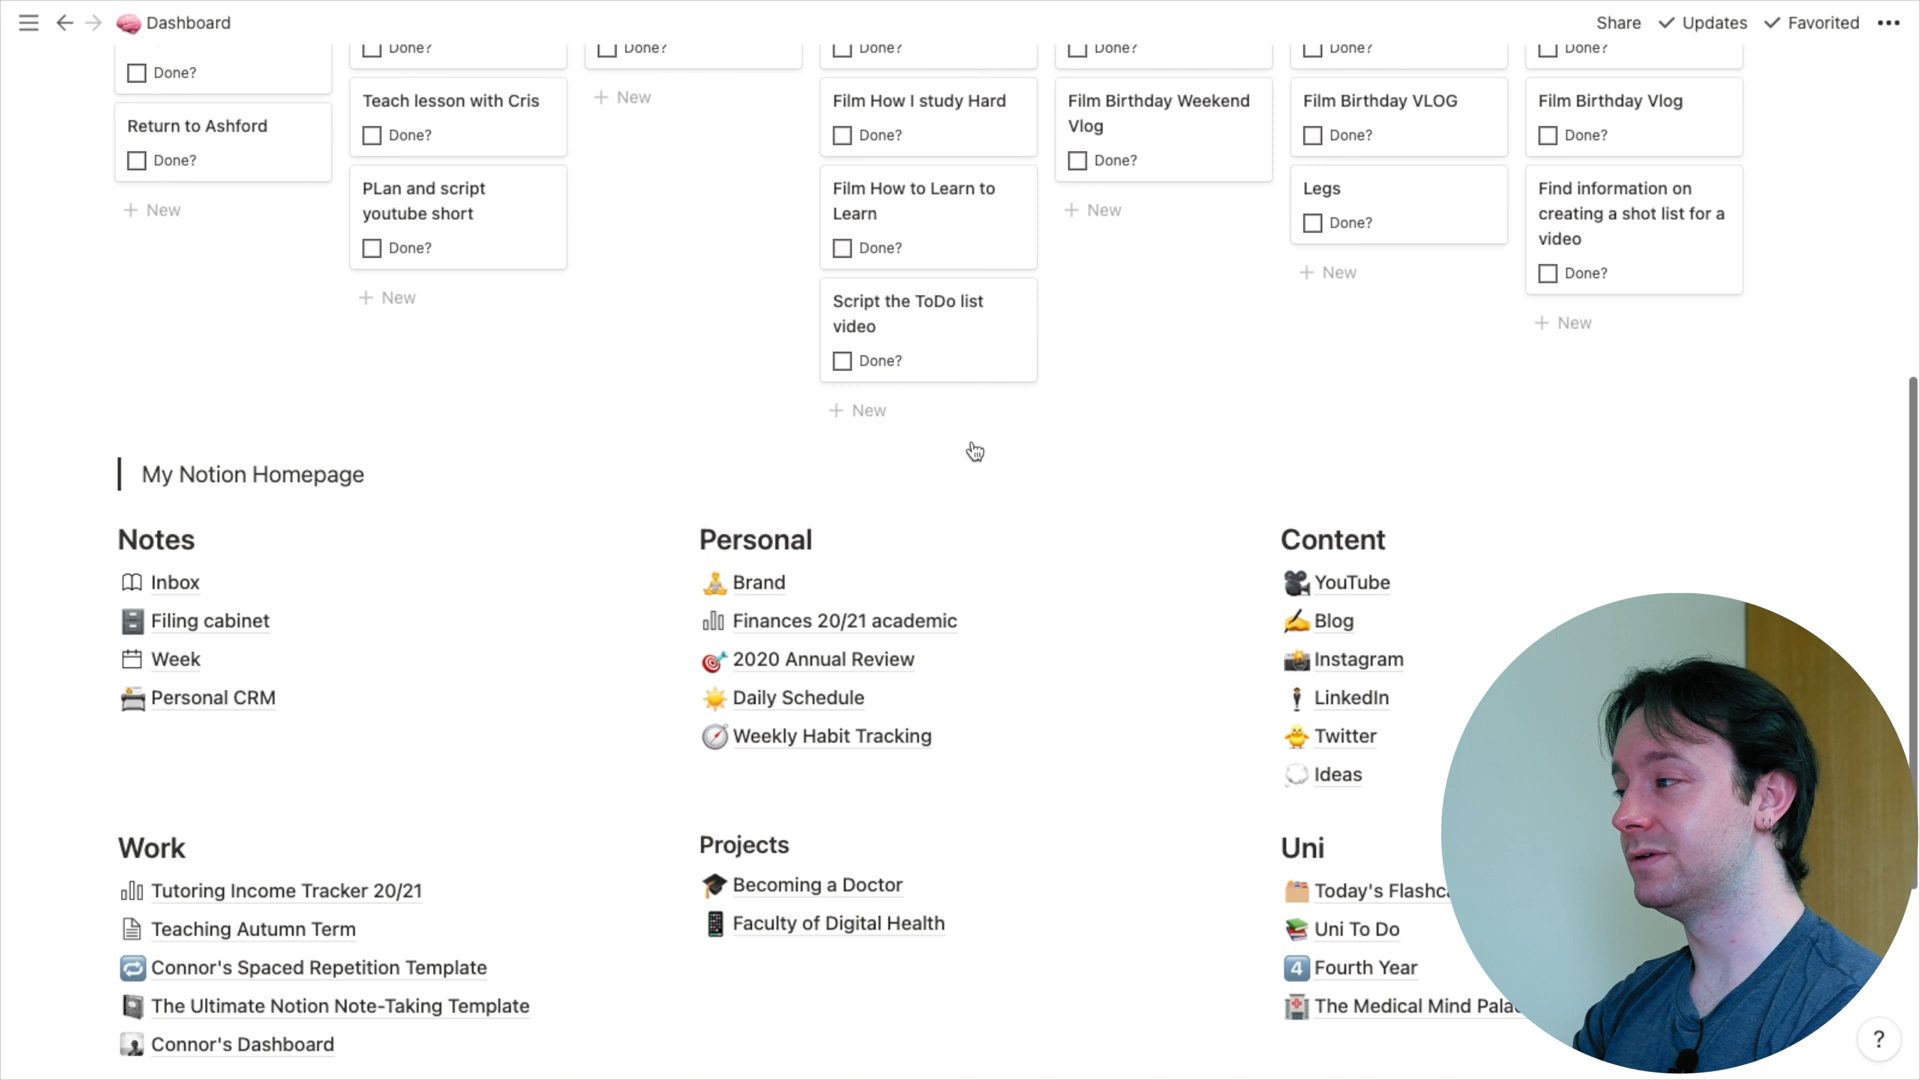 Dashboard
Share
Updates
Favorited
Done?
Return to Ashford
Done?
New
Done?
Teach lesson with Cris
Done?
PLan and script
youtube short
Done?
New
Done?
New
Done?
Film How I study Hard
Done?
Film How to Learn to
Learn
Done?
Script the ToDo list
video
Done?
New
Done?
Film Birthday Weekend
Vlog
Done?
New
Done?
Film Birthday VLOG
Done?
Legs
Done?
New
Done?
Film Birthday Vlog
Done?
Find information on
creating a shot list for a
video
Done?
New
My Notion Homepage
Notes
Inbox
Filing cabinet
Week
Personal CRM
Personal
Brand
Finances 20/21 academic
2020 Annual Review
Daily Schedule
Weekly Habit Tracking
Content
YouTube
Blog
Instagram
LinkedIn
Twitter
Ideas
Work
Tutoring Income Tracker 20/21
Teaching Autumn Term
Connor's Spaced Repetition Template
The Ultimate Notion Note-Taking Template
Connor's Dashboard
Projects
Becoming a Doctor
Faculty of Digital Health
Uni
Today's Flashc
Uni To Do
4 Fourth Year
The Medical Mind Pala
?